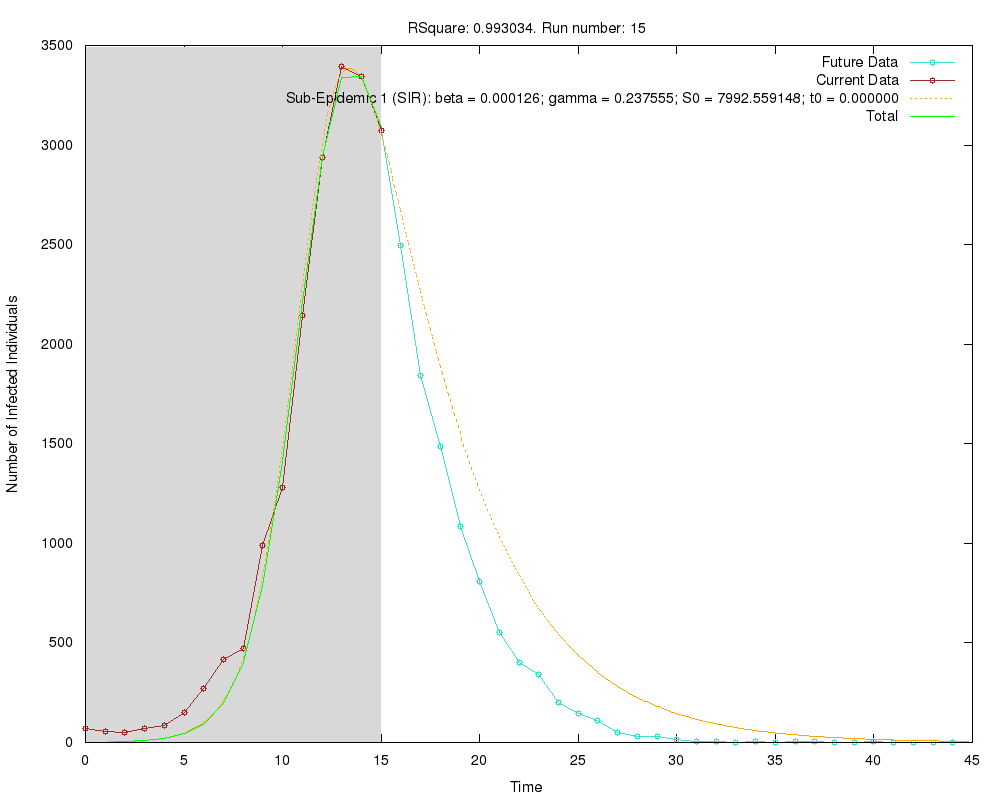 RSquare: 0.993034. Run number: 15
Future Data
Current Data
Sub-Epidemic 1 (SIR): beta = 0.000126; gamma = 0.237555; S0 = 7992.559148; t0 = 0.000000
Total
Number of Infected Individuals
3500
3000
2500
2000
1500
1000
500
0
0 5 10 15 20 25 30 35 40 45
Time